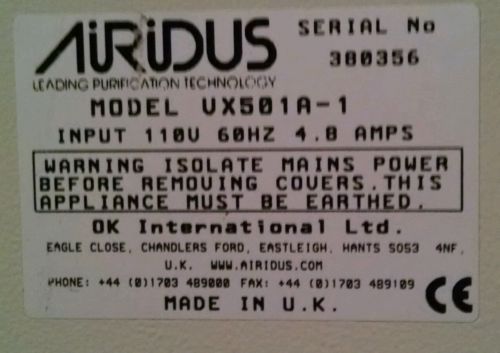 AiRiDUS
SERIAL No
380356
LEADING PURIFICATION TECHNOLOGY
MODEL VX501A-1
INPUT 110V 60HZ 4.8 AMPS
WARNING ISOLATE MAINS POWER
BEFORE REMOVING COVERS.THIS
APPLIANCE MUST BE EARTHED.
OK International Ltd.
EAGLE CLOSE, CHANDLERS FORD, EASTLEIGH, HANTS SO53 4NF,
U.K. WWW.AIRIDUS.COM
PHONE: +44 (0)1703 489000 FAX: +44 (0)1703 489109
MADE IN U.K.
CE